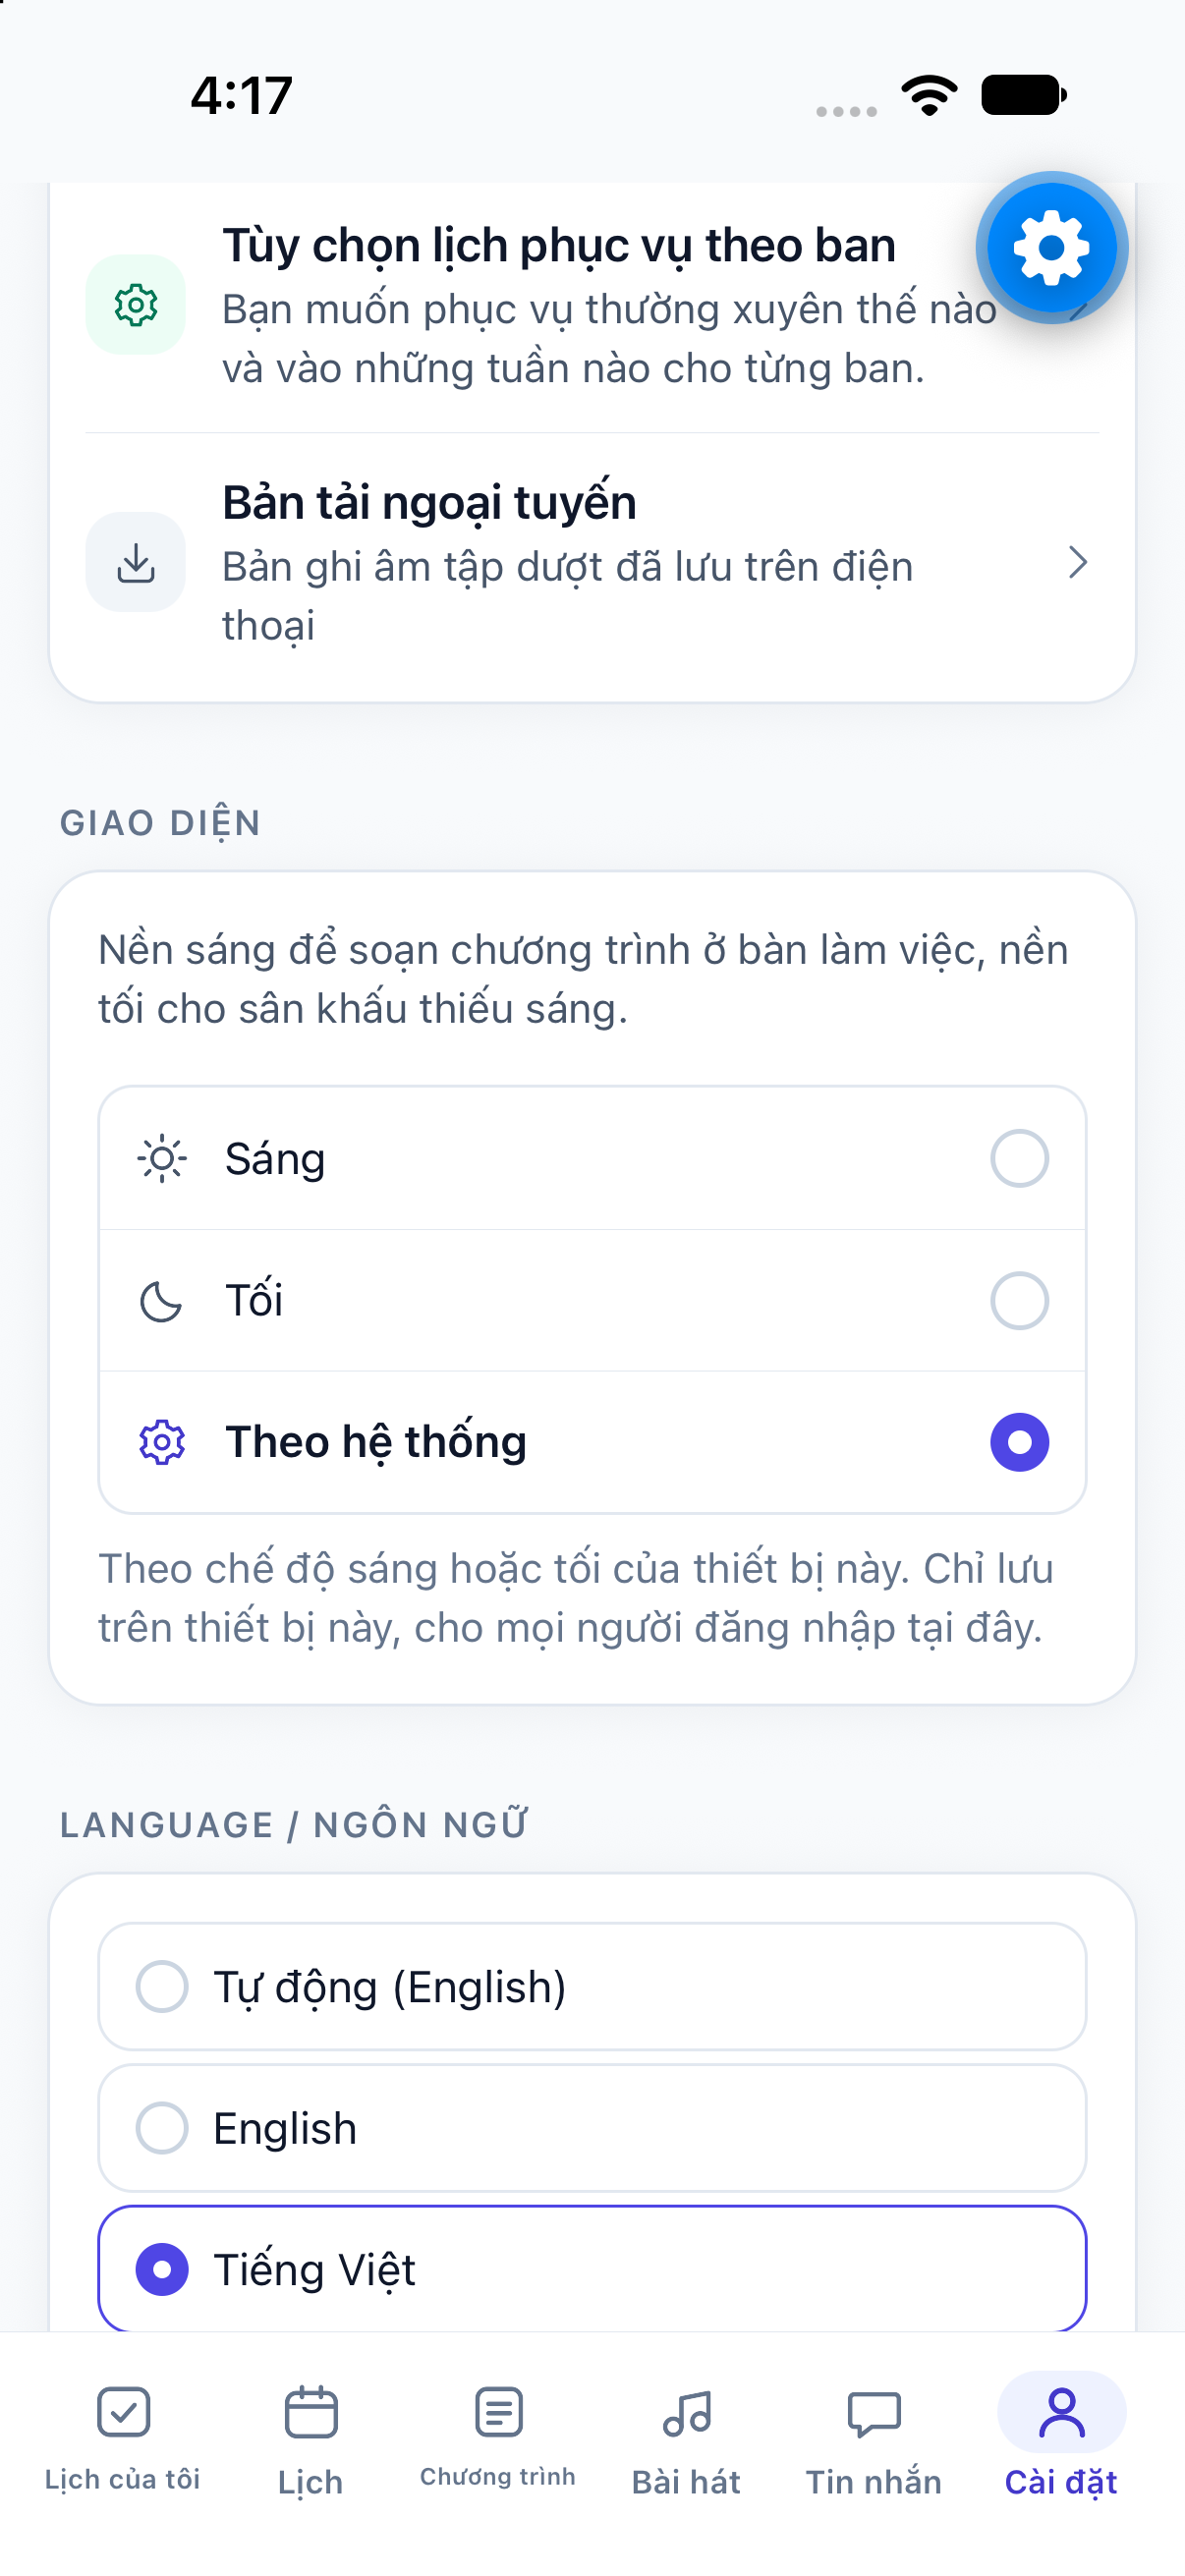 4:17
Tùy chọn lịch phục vụ theo ban
Bạn muốn phục vụ thường xuyên thế nào
và vào những tuần nào cho từng ban.
Bản tải ngoại tuyến
Bản ghi âm tập dượt đã lưu trên điện
thoại
GIAO DIỆN
Nền sáng để soạn chương trình ở bàn làm việc, nền
tối cho sân khấu thiếu sáng.
Sáng
Tối
Theo hệ thống
Theo chế độ sáng hoặc tối của thiết bị này. Chỉ lưu
trên thiết bị này, cho mọi người đăng nhập tại đây.
LANGUAGE / NGÔN NGỮ
Tự động (English)
English
Tiếng Việt
Lịch của tôi
Lịch
Chương trình
Bài hát
Tin nhắn
Cài đặt